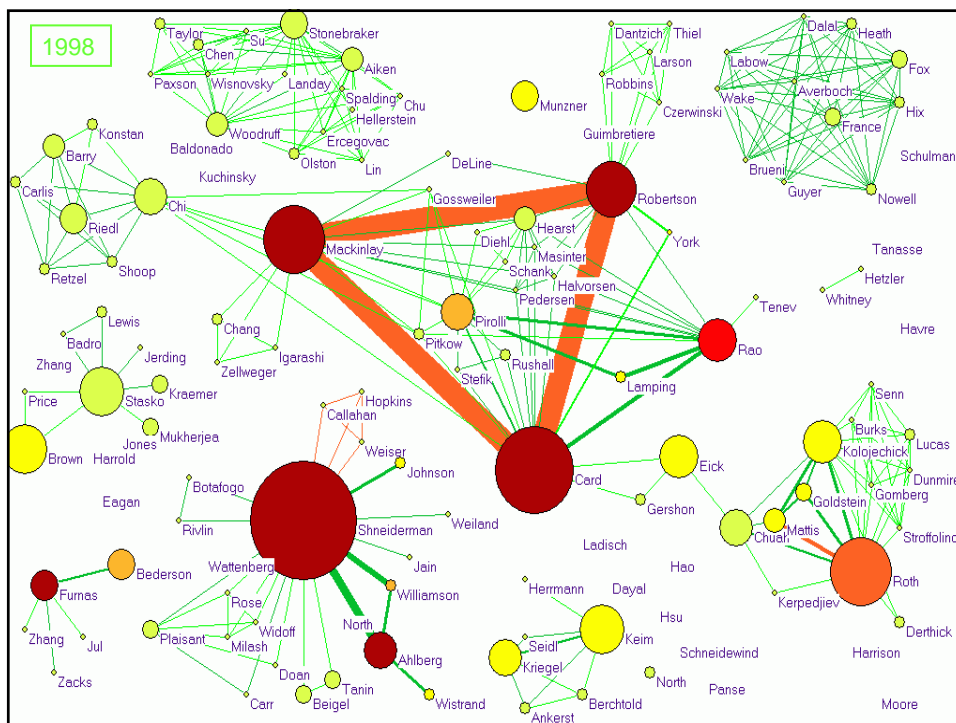 1998
Taylor
Su
Stonebraker
Chen
Aiken
Paxson
Wisnovsky
Landay
Spalding
Chu
Hellerstein
Woodruff
Ercegovac
Baldonado
Olston
Lin
Kuchinsky
Munzner
Dantzich
Thiel
Larson
Robbins
Czerwinski
Guimbretiere
Dalal
Heath
Labow
Fox
Averboch
Wake
Hix
France
Schulman
Brueni
Guyer
Nowell
Konstan
Barry
Carlis
Chi
Riedl
Retzel
Shoop
DeLine
Gossweiler
Robertson
Mackinlay
Hearst
Diehl
Masinter
York
Schank
Halvorsen
Pedersen
Tanasse
Hetzler
Whitney
Tenev
Havre
Chang
Pirolli
Rao
Igarashi
Pitkow
Rushall
Zellweger
Stefik
Lamping
Lewis
Badro
Zhang
Jerding
Price
Stasko
Kraemer
Jones
Mukherjea
Brown
Harrold
Hopkins
Callahan
Weiser
Johnson
Card
Eick
Gershon
Senn
Burks
Kolojechick
Lucas
Dunmire
Gomberg
Goldstein
Mattis
Stroffolino
Chuah
Roth
Kerpedjiev
Derthick
Harrison
Eagan
Botafogo
Rivlin
Shneiderman
Weiland
Ladisch
Hao
Wattenberg
Jain
Bederson
Furnas
Rose
Williamson
Herrmann
Dayal
Hsu
Zhang
Jul
Plaisant
Milash
Widoff
North
Seidl
Keim
Ahlberg
Kriegel
Schneidewind
Zacks
Doan
Carr
Tanin
Beigel
Wistrand
Berchtold
Ankerst
North
Panse
Moore